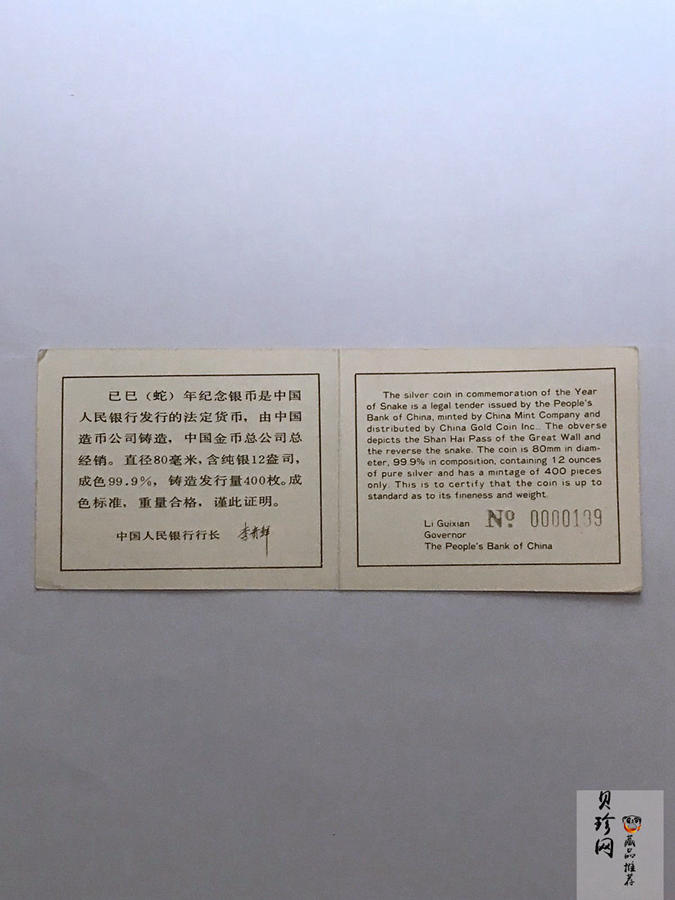 己巳（蛇）年纪念银币是中国
人民银行发行的法定货币，由中国
造币公司铸造，中国金币总公司总
经销。直径80毫米，含纯银12盎司，
成色99.9%，铸造发行量400枚。成
色标准，重量合格，谨此证明。
中国人民银行行长 李贵鲜
The silver coin in commemoration of the Year
of Snake is a legal tender issued by the People's
Bank of China, minted by China Mint Company and
distributed by China Gold Coin Inc.. The obverse
depicts the Shan Hai Pass of the Great Wall and
the reverse the snake. The coin is 80mm in diam-
eter, 99.9% in composition, containing 12 ounces
of pure silver and has a mintage of 400 pieces
only. This is to certify that the coin is up to
standard as to its fineness and weight.
Li Guixian Nº 0000139
Governor
The People's Bank of China
贝珍网
藏品推荐